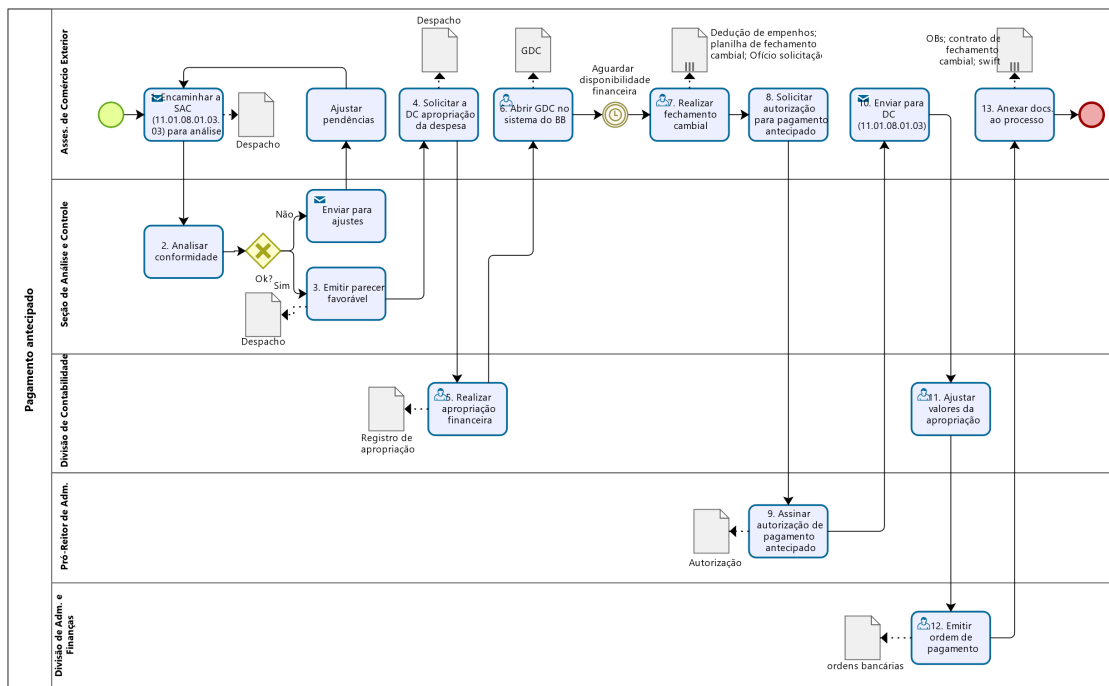 Pagamento antecipado
Asses. de Comércio Exterior
1. Encaminhar a
SAC
(11.01.08.01.03.
03) para análise
Despacho
Ajustar
pendências
Despacho
4. Solicitar a
DC apropriação
da despesa
GDC
6. Abrir GDC no
sistema do BB
Aguardar
disponibilidade
financeira
Dedução de empenhos;
planilha de fechamento
cambial; Ofício solicitaçã
7. Realizar
fechamento
cambial
8. Solicitar
autorização
para pagamento
antecipado
10. Enviar para
DC
(11.01.08.01.03)
OBs; contrato de
fechamento
cambial; swift
13. Anexar docs.
ao processo
Seção de Análise e Controle
2. Analisar
conformidade
Ok?
Não
Sim
Enviar para
ajustes
3. Emitir parecer
favorável
Despacho
Divisão de Contabilidade
Registro de
apropriação
5. Realizar
apropriação
financeira
11. Ajustar
valores da
apropriação
Pró-Reitor de Adm.
Autorização
9. Assinar
autorização de
pagamento
antecipado
Divisão de Adm. e
Finanças
ordens bancárias
12. Emitir
ordem de
pagamento